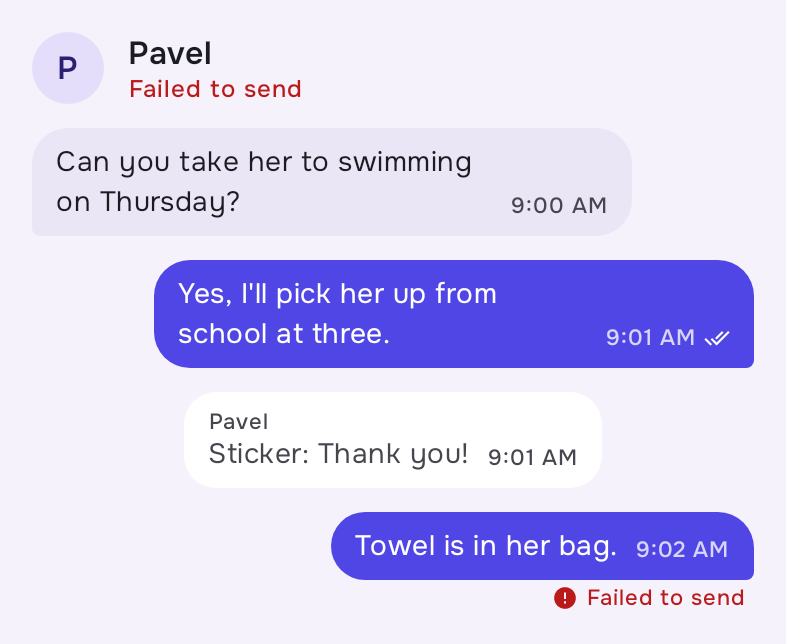 P
Pavel
Failed to send
Can you take her to swimming
on Thursday?
9:00 AM
Yes, I'll pick her up from
school at three.
9:01 AM
Pavel
Sticker: Thank you! 9:01 AM
Towel is in her bag. 9:02 AM
Failed to send